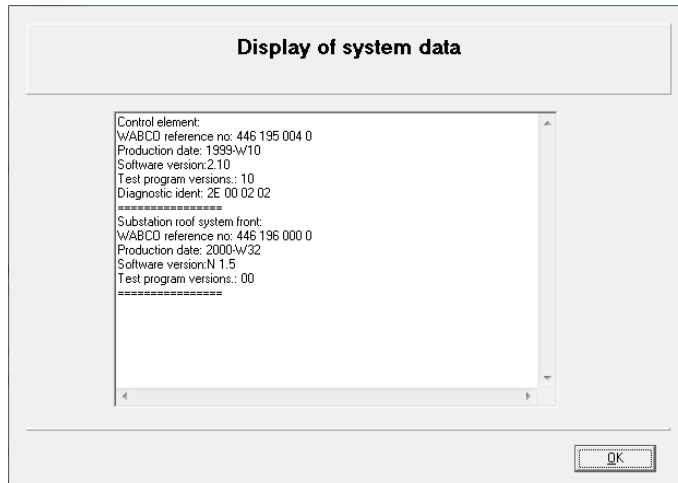 Display of system data
Control element:
WABCO reference no: 446 195 004 0
Production date: 1999-W10
Software version:2.10
Test program versions.: 10
Diagnostic ident: 2E 00 02 02
================
Substation roof system front:
WABCO reference no: 446 196 000 0
Production date: 2000-W32
Software version:N 1.5
Test program versions.: 00
================
OK